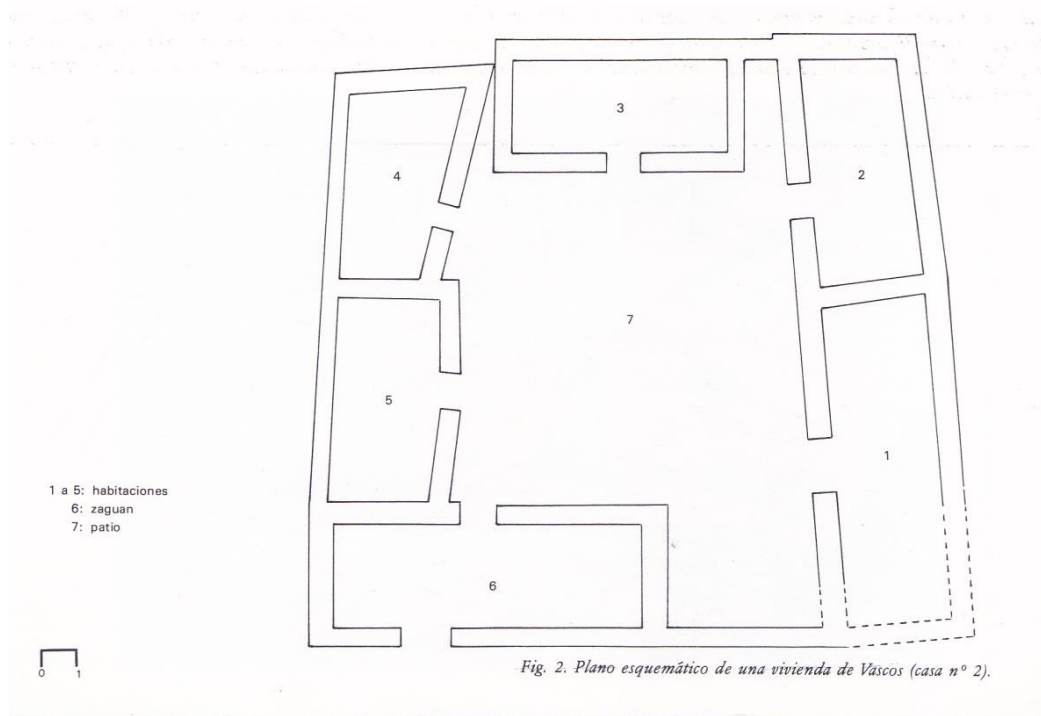 3
4
2
7
5
1
1 a 5: habitaciones
6: zaguan
7: patio
6
0 1
Fig. 2. Plano esquemático de una vivienda de Vascos (casa nº 2).